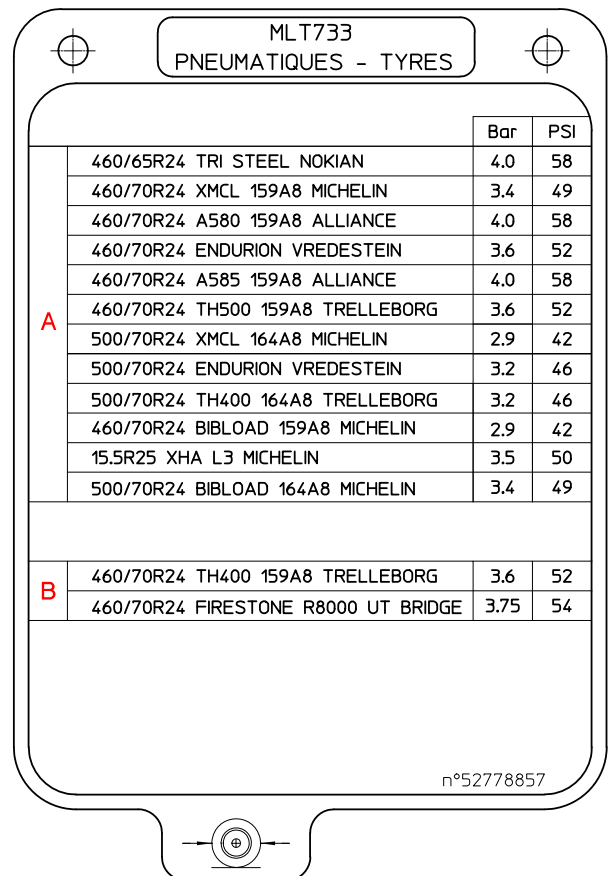 MLT733
PNEUMATIQUES - TYRES
Bar PSI
A
460/65R24 TRI STEEL NOKIAN 4.0 58
460/70R24 XMCL 159A8 MICHELIN 3.4 49
460/70R24 A580 159A8 ALLIANCE 4.0 58
460/70R24 ENDURION VREDESTEIN 3.6 52
460/70R24 A585 159A8 ALLIANCE 4.0 58
460/70R24 TH500 159A8 TRELLEBORG 3.6 52
500/70R24 XMCL 164A8 MICHELIN 2.9 42
500/70R24 ENDURION VREDESTEIN 3.2 46
500/70R24 TH400 164A8 TRELLEBORG 3.2 46
460/70R24 BIBLOAD 159A8 MICHELIN 2.9 42
15.5R25 XHA L3 MICHELIN 3.5 50
500/70R24 BIBLOAD 164A8 MICHELIN 3.4 49
B
460/70R24 TH400 159A8 TRELLEBORG 3.6 52
460/70R24 FIRESTONE R8000 UT BRIDGE 3.75 54
n°52778857